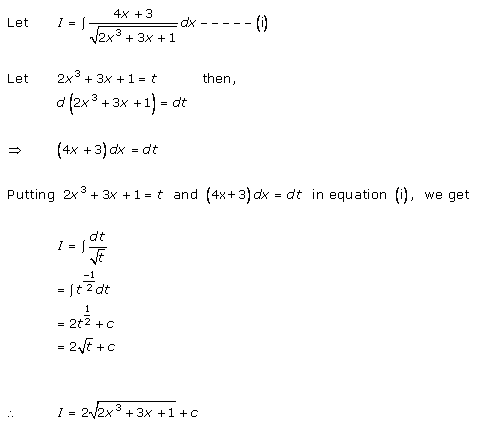 Let I = ∫ (4x + 3)/√(2x³ + 3x + 1) dx - - - - - (i)
Let 2x³ + 3x + 1 = t then,
d(2x³ + 3x + 1) = dt
⇒ (4x + 3) dx = dt
Putting 2x³ + 3x + 1 = t and (4x+3) dx = dt in equation (i), we get
I = ∫ dt/√t
= ∫ t^(-1/2) dt
= 2t^(1/2) + c
= 2√t + c
∴ I = 2√(2x³ + 3x + 1) + c